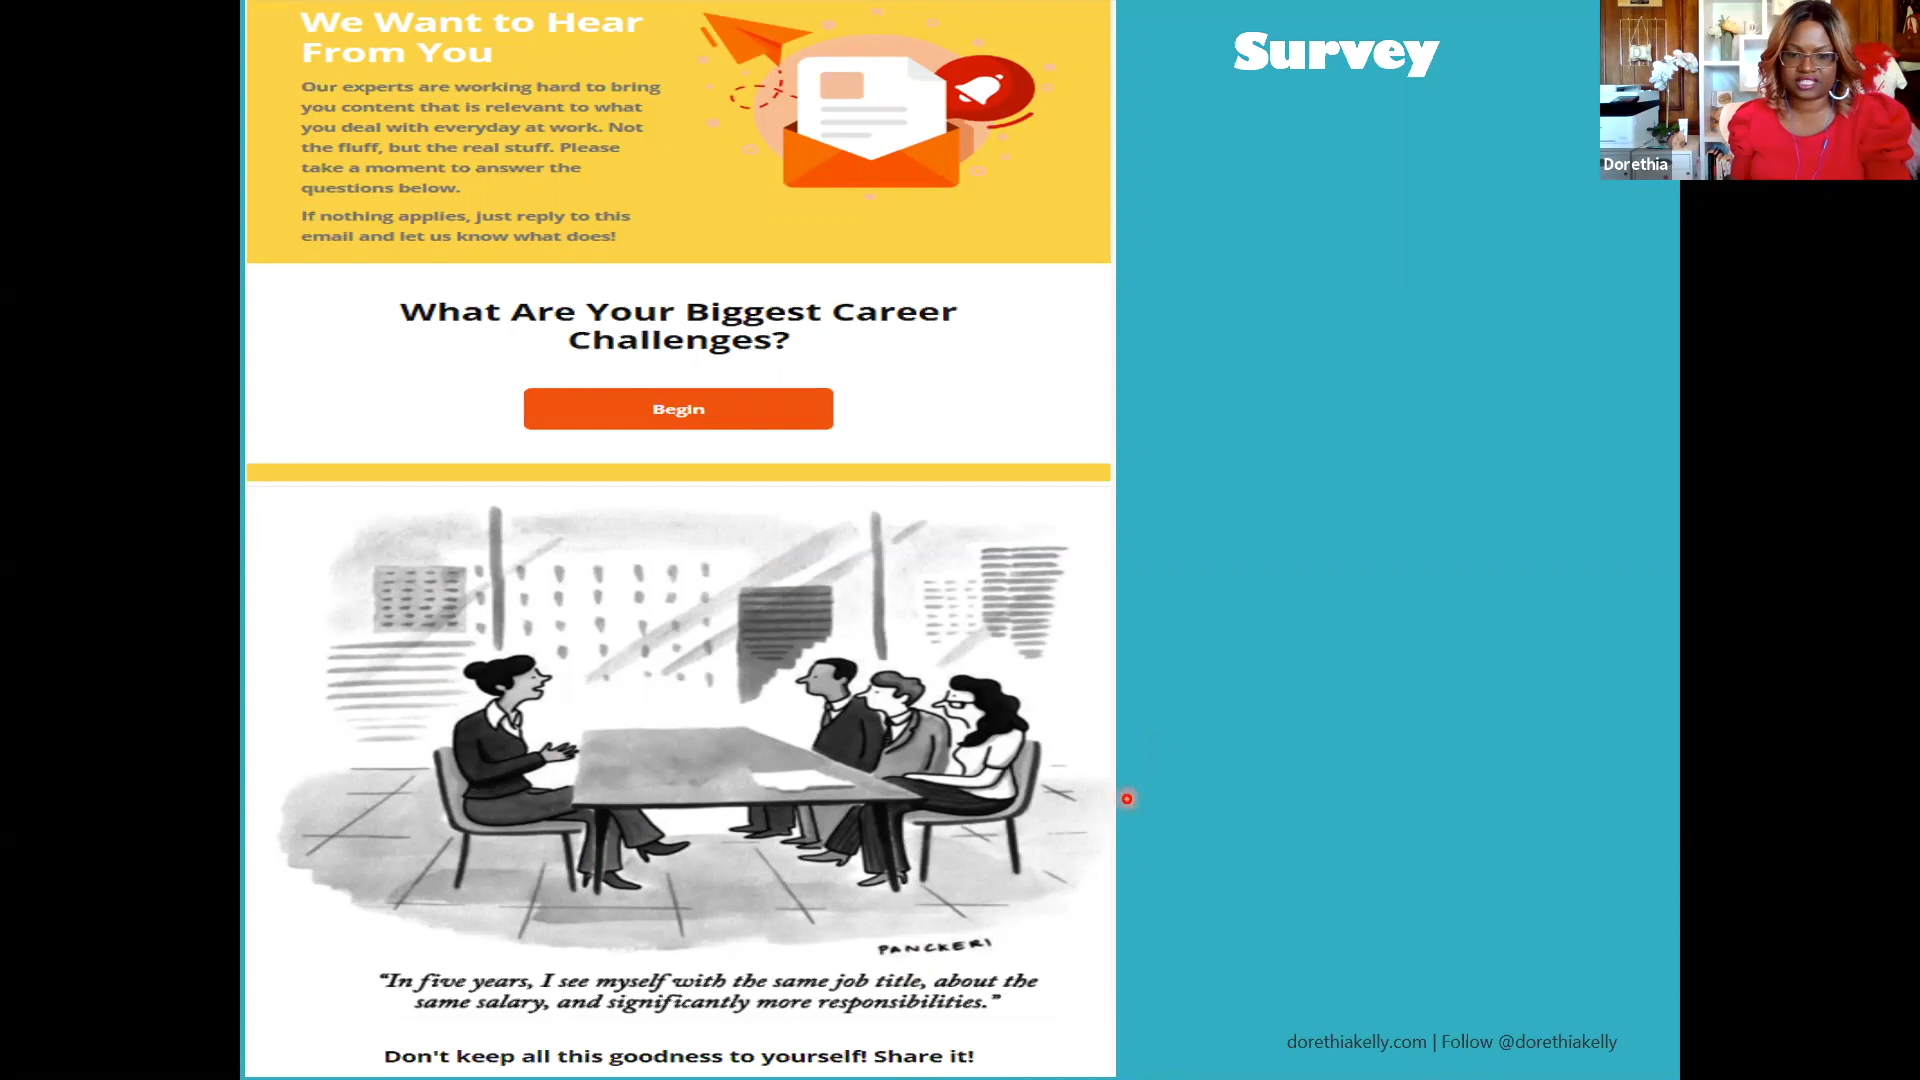 We Want to Hear
From You
Our experts are working hard to bring
you content that is relevant to what
you deal with everyday at work. Not
the fluff, but the real stuff. Please
take a moment to answer the
questions below.
If nothing applies, just reply to this
email and let us know what does!
What Are Your Biggest Career
Challenges?
Begin
PANCKERI
“In five years, I see myself with the same job title, about the
same salary, and significantly more responsibilities.”
Don't keep all this goodness to yourself! Share it!
Survey
Dorethia
dorethiakelly.com | Follow @dorethiakelly